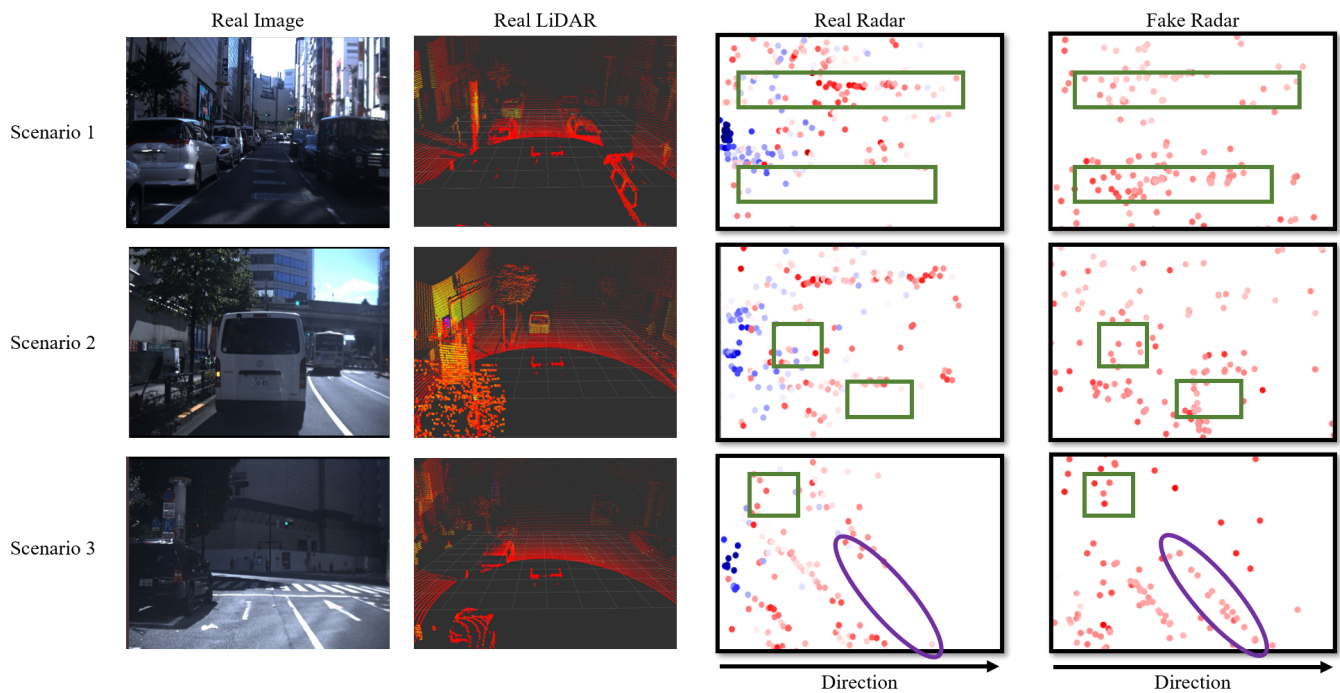 Real Image
Real LiDAR
Real Radar
Fake Radar
Scenario 1
Scenario 2
Scenario 3
Direction
Direction